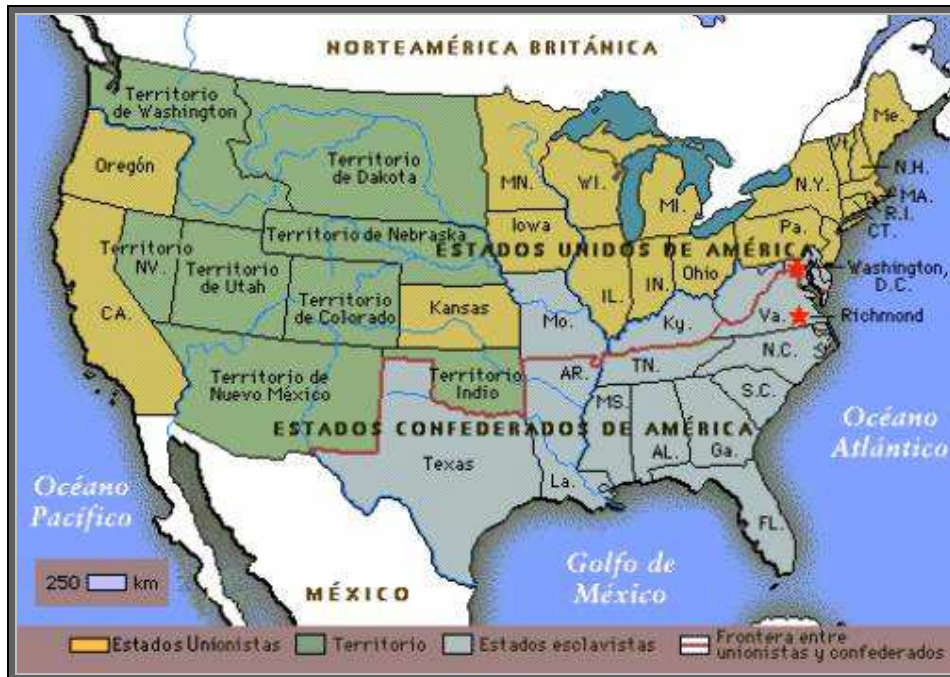 NORTEAMÉRICA BRITÁNICA
Territorio
de Washington
Oregón
Territorio
de Dakota
MN.
WI.
MI.
Me.
Vt.
N.H.
N.Y.
MA.
R.I.
CT.
Iowa
Pa.
Territorio de Nebraska
ESTADOS UNIDOS DE AMÉRICA
Territorio
NV.
Territorio
de Utah
Territorio
de Colorado
Kansas
IL.
IN.
Ohio
Washington,
D.C.
CA.
Mo.
Ky.
Va.
Richmond
N.C.
TN.
AR.
Territorio de
Nuevo México
Territorio
Indio
MS.
S.C.
ESTADOS CONFEDERADOS DE AMÉRICA
Texas
AL.
Ga.
La.
FL.
Océano
Atlántico
Océano
Pacífico
Golfo de
México
250 km
MÉXICO
Estados Unionistas
Territorio
Estados esclavistas
Frontera entre
unionistas y confederados